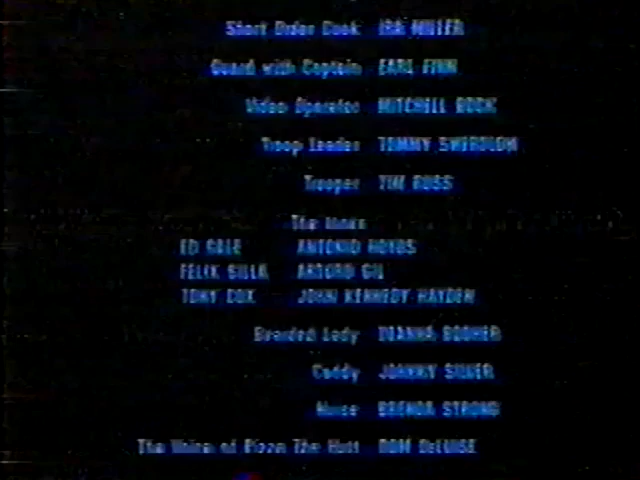 Short Order Cook IRA MILLER
Guard with Captain EARL FINN
Video Operator MITCHELL BOCK
Troop Leader TOMMY SWERDLOW
Trooper TIM RUSS
The Dinks
ED GALE ANTONIO HOYOS
FELIX SILLA ARTURO GIL
TONY COX JOHN KENNEDY HAYDEN
Bearded Lady DEANNA BOOHER
Caddy JOHNNY SILVER
Nurse BRENDA STRONG
The Voice of Pizza The Hutt DOM DeLUISE